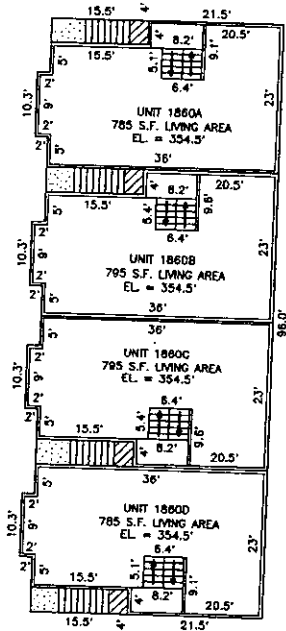 15.5' 4' 21.5'
4' 8.2' 20.5'
15.5' 5.1' 9.1'
5' 6.4'
2'
10.3' 9' UNIT 1860A 23'
785 S.F. LIVING AREA
2' EL. = 354.5'
5'
36'
8.2' 20.5'
15.5' 4'
5' 5.4' 9.6'
2' 6.4'
10.3' 9' UNIT 1860B 23'
795 S.F. LIVING AREA
2' EL. = 354.5'
5'
36'
98.0'
36'
5'
2' UNIT 1860C
10.3' 9' 795 S.F. LIVING AREA 23'
EL. = 354.5'
2' 6.4'
5' 5.4' 9.6'
15.5' 4' 8.2' 20.5'
36'
5'
2' UNIT 1860D
10.3' 9' 785 S.F. LIVING AREA 23'
EL. = 354.5'
2' 6.4'
5' 5.1' 9.1'
15.5' 4' 8.2' 20.5'
15.5' 4' 21.5'